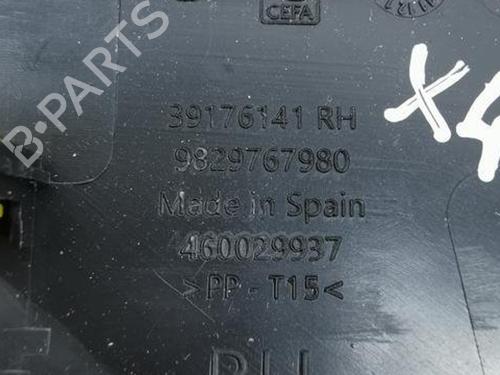 CEFA
39176141 RH
9829767980
Made in Spain
460029937
>PP - T15<
B-PARTS